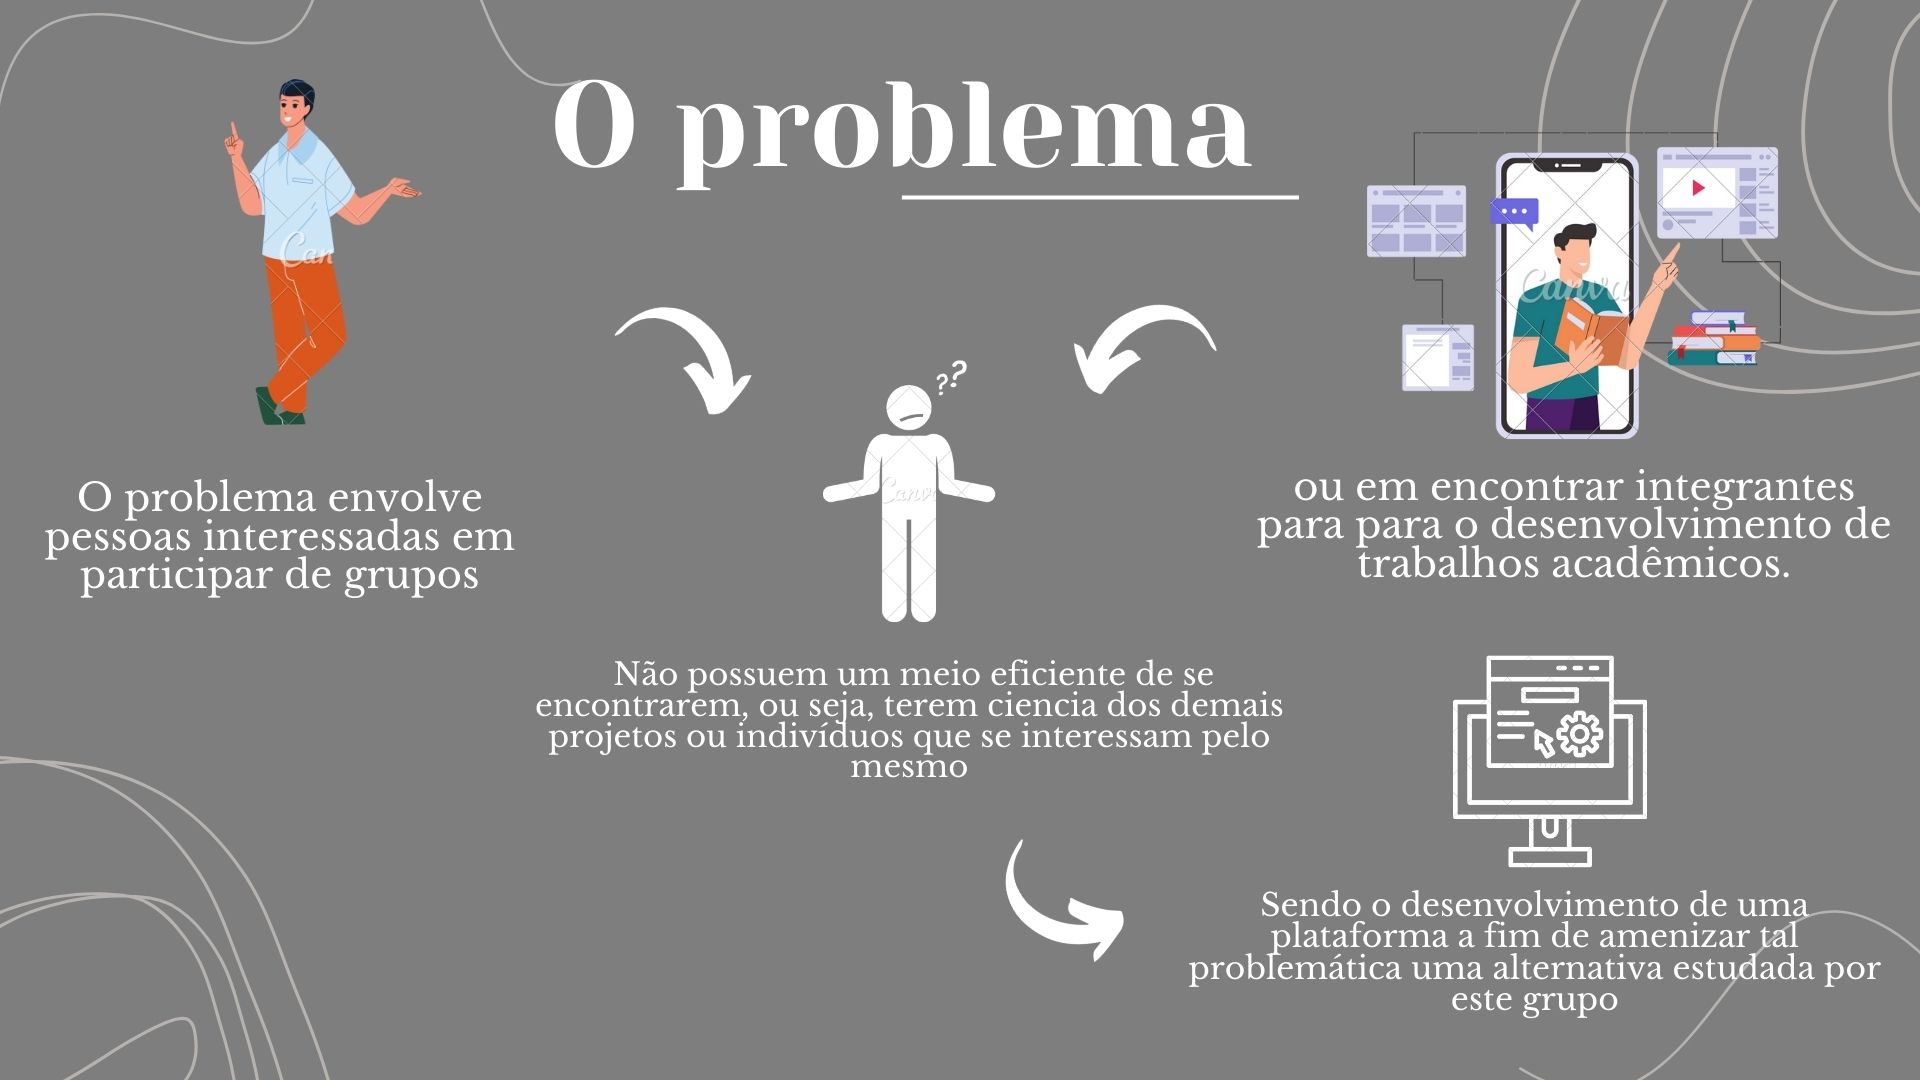 O problema
O problema envolve
pessoas interessadas em
participar de grupos
??
Canva
Canva
Canva
ou em encontrar integrantes
para para o desenvolvimento de
trabalhos acadêmicos.
Não possuem um meio eficiente de se
encontrarem, ou seja, terem ciencia dos demais
projetos ou indivíduos que se interessam pelo
mesmo
Sendo o desenvolvimento de uma
plataforma a fim de amenizar tal
problemática uma alternativa estudada por
este grupo